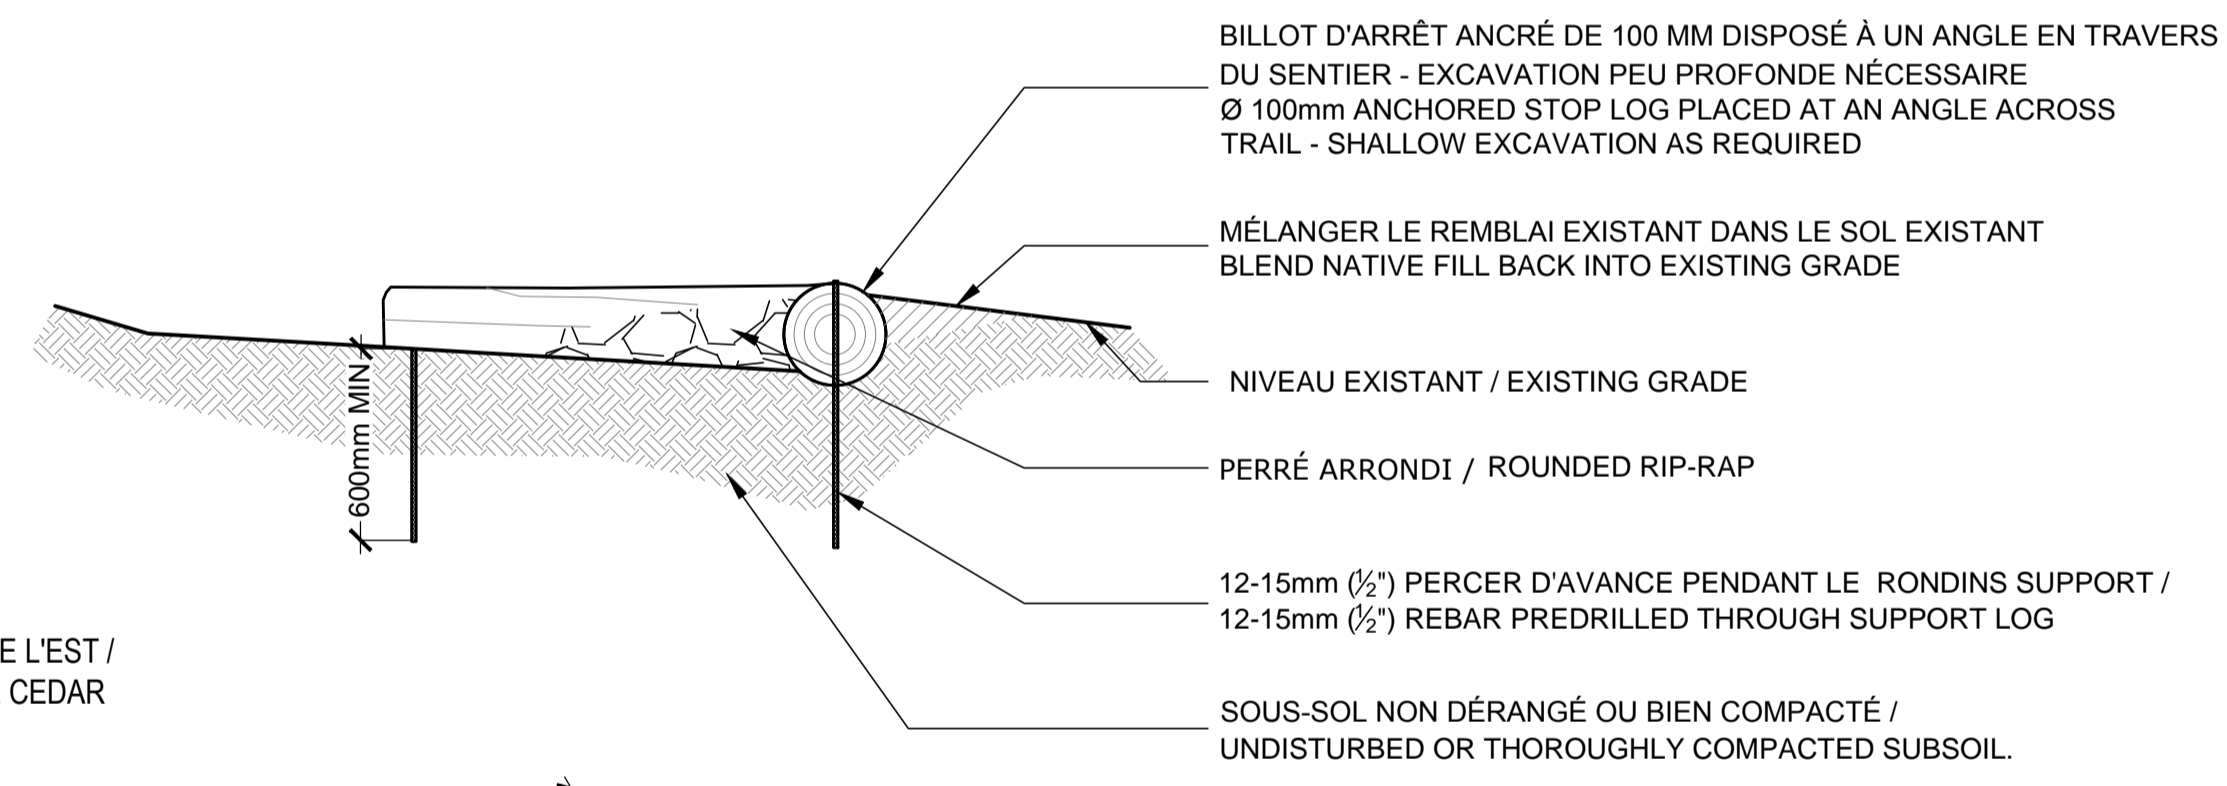 BILLOT D'ARRÊT ANCRÉ DE 100 MM DISPOSÉ À UN ANGLE EN TRAVERS
DU SENTIER - EXCAVATION PEU PROFONDE NÉCESSAIRE
Ø 100mm ANCHORED STOP LOG PLACED AT AN ANGLE ACROSS
TRAIL - SHALLOW EXCAVATION AS REQUIRED
MÉLANGER LE REMBLAI EXISTANT DANS LE SOL EXISTANT
BLEND NATIVE FILL BACK INTO EXISTING GRADE
NIVEAU EXISTANT / EXISTING GRADE
PERRÉ ARRONDI / ROUNDED RIP-RAP
600mm MIN
12-15mm (½") PERCER D'AVANCE PENDANT LE RONDINS SUPPORT /
12-15mm (½") REBAR PREDRILLED THROUGH SUPPORT LOG
E L'EST /
CEDAR
SOUS-SOL NON DÉRANGÉ OU BIEN COMPACTÉ /
UNDISTURBED OR THOROUGHLY COMPACTED SUBSOIL.